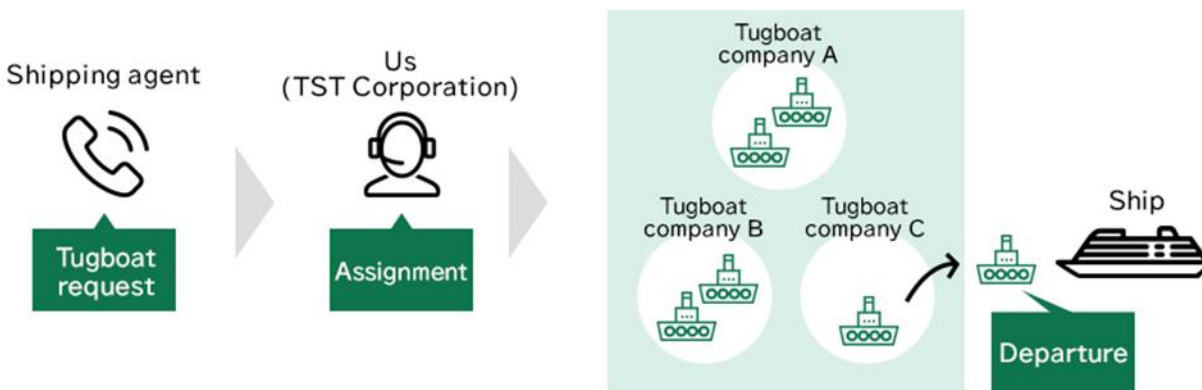 Shipping agent
Tugboat
request
Us
(TST Corporation)
Assignment
Tugboat
company A
Tugboat
company B
Tugboat
company C
Ship
Departure